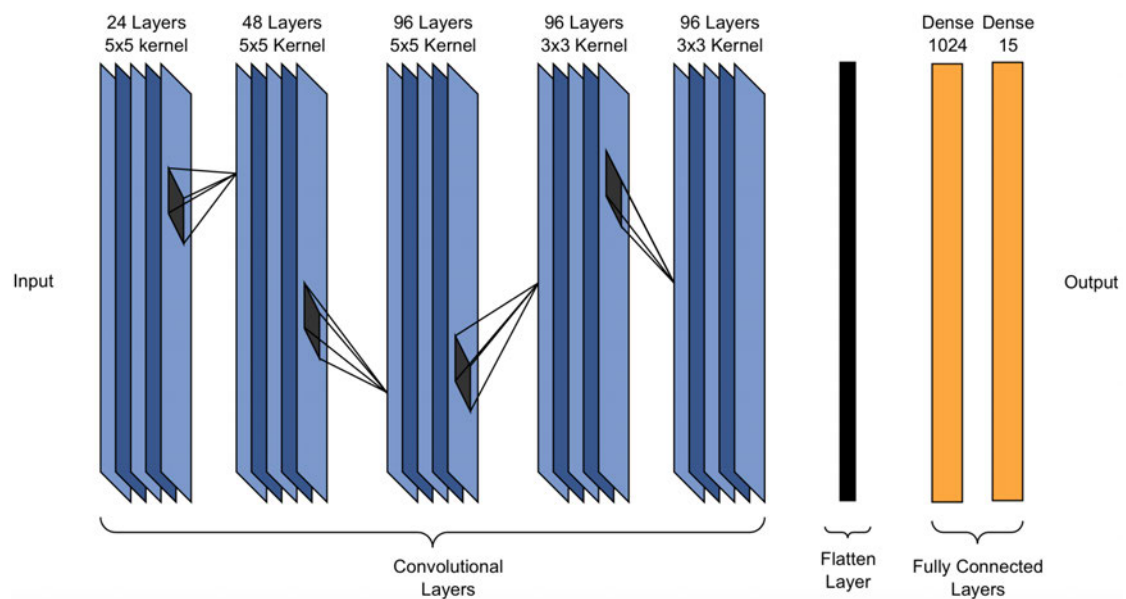 24 Layers
5x5 kernel
48 Layers
5x5 Kernel
96 Layers
5x5 Kernel
96 Layers
3x3 Kernel
96 Layers
3x3 Kernel
Dense
1024
Dense
15
Input
Output
Convolutional
Layers
Flatten
Layer
Fully Connected
Layers